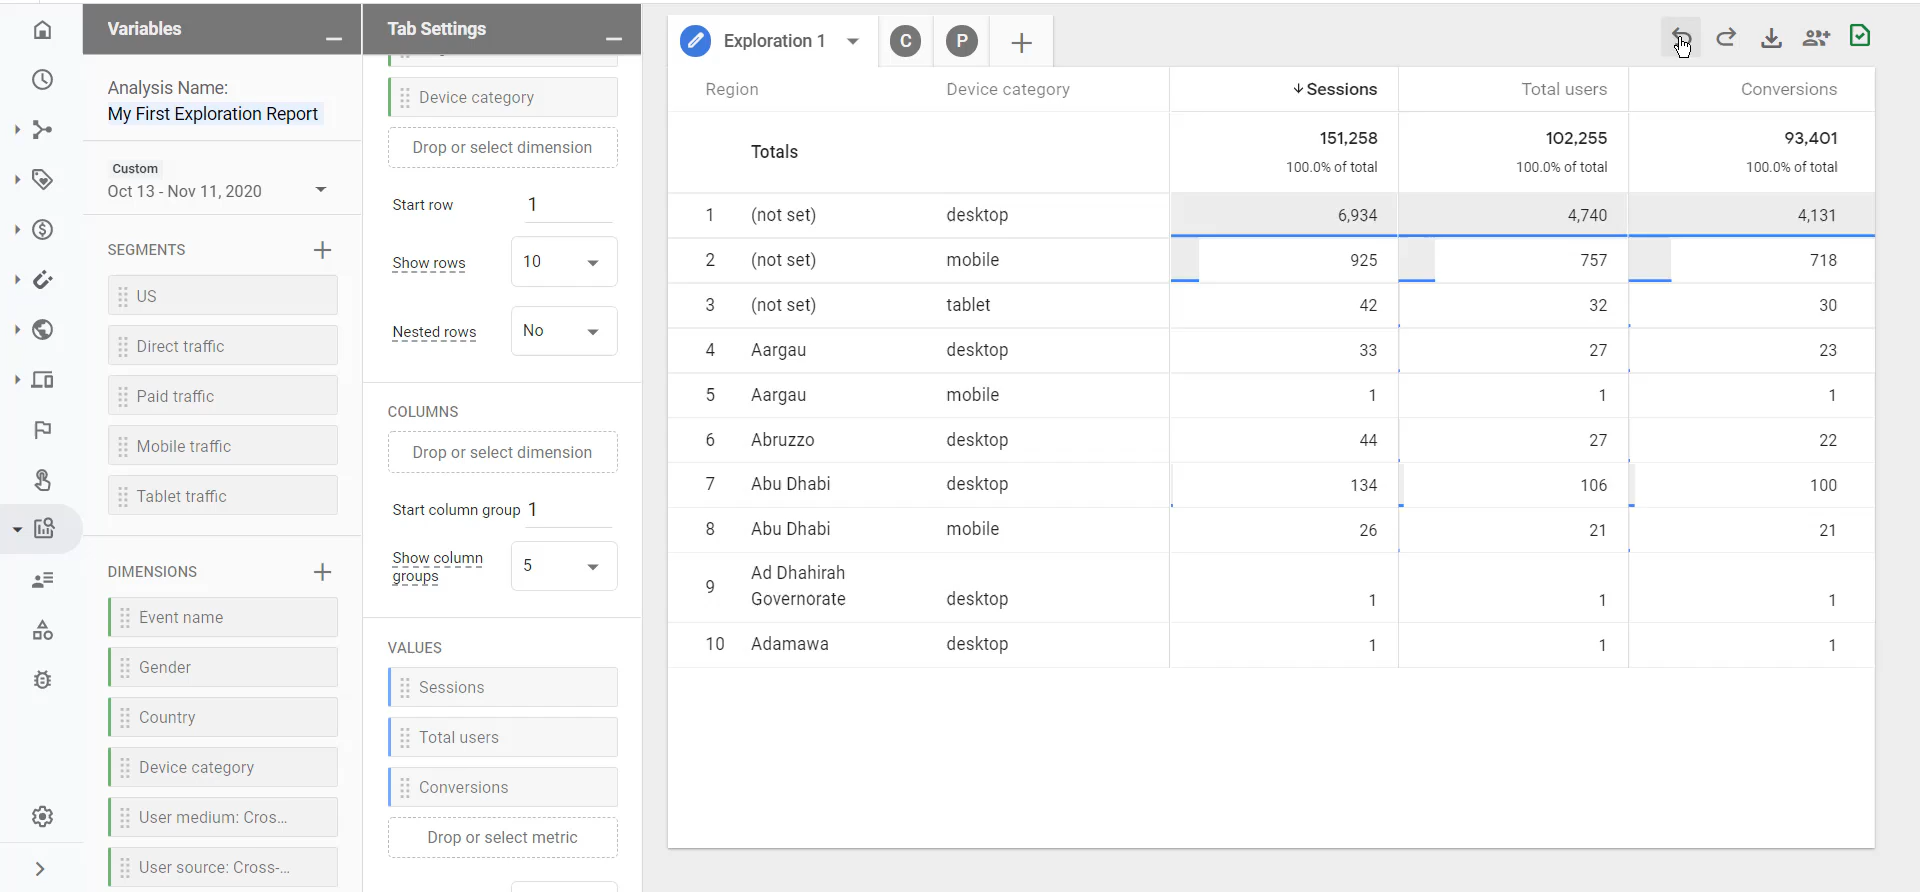 Variables
Analysis Name:
My First Exploration Report
Custom
Oct 13 - Nov 11, 2020
SEGMENTS
US
Direct traffic
Paid traffic
Mobile traffic
Tablet traffic
DIMENSIONS
Event name
Gender
Country
Device category
User medium: Cros...
User source: Cross-...
Tab Settings
Device category
Drop or select dimension
Start row 1
Show rows 10
Nested rows No
COLUMNS
Drop or select dimension
Start column group 1
Show column groups 5
VALUES
Sessions
Total users
Conversions
Drop or select metric
Exploration 1 C P
Region Device category Sessions Total users Conversions
Totals 151,258 102,255 93,401
100.0% of total 100.0% of total 100.0% of total
1 (not set) desktop 6,934 4,740 4,131
2 (not set) mobile 925 757 718
3 (not set) tablet 42 32 30
4 Aargau desktop 33 27 23
5 Aargau mobile 1 1 1
6 Abruzzo desktop 44 27 22
7 Abu Dhabi desktop 134 106 100
8 Abu Dhabi mobile 26 21 21
9 Ad Dhahirah Governorate desktop 1 1 1
10 Adamawa desktop 1 1 1